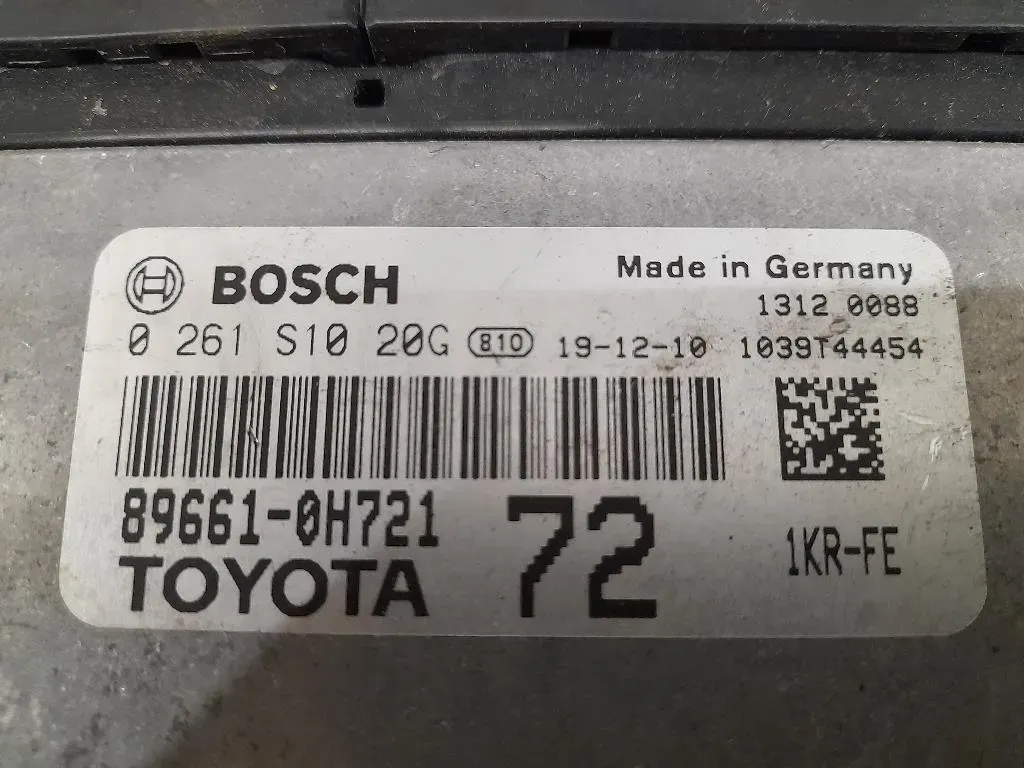 BOSCH
Made in Germany
1312 0088
0 261 S10 20G 810 19-12-10 1039T44454
89661-0H721
72
1KR-FE
TOYOTA